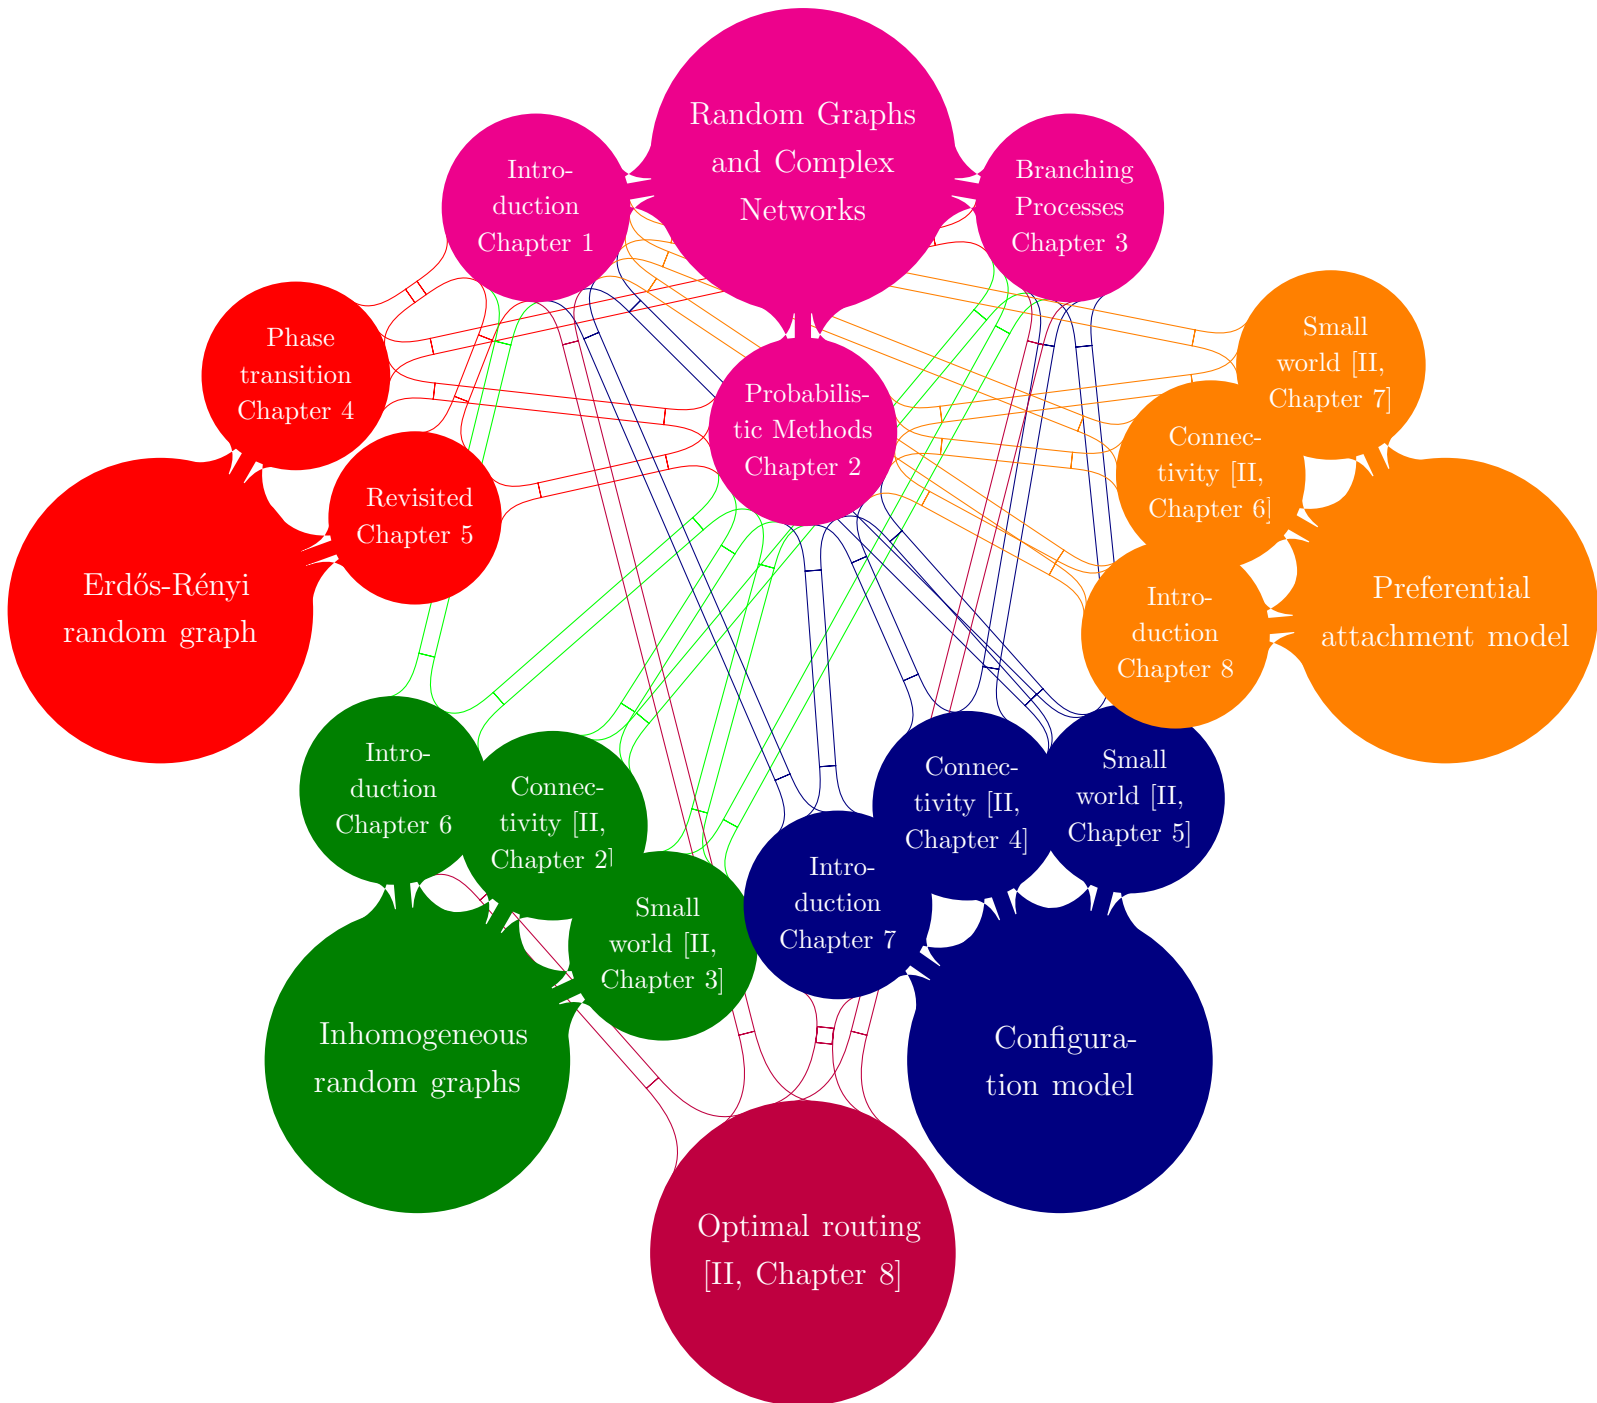 Random Graphs
and Complex
Networks
Intro-
duction
Chapter 1
Branching
Processes
Chapter 3
Probabilis-
tic Methods
Chapter 2
Phase
transition
Chapter 4
Revisited
Chapter 5
Erdős-Rényi
random graph
Small
world [II,
Chapter 7]
Connec-
tivity [II,
Chapter 6]
Intro-
duction
Chapter 8
Preferential
attachment model
Intro-
duction
Chapter 6
Connec-
tivity [II,
Chapter 2]
Small
world [II,
Chapter 3]
Inhomogeneous
random graphs
Intro-
duction
Chapter 7
Connec-
tivity [II,
Chapter 4]
Small
world [II,
Chapter 5]
Configura-
tion model
Optimal routing
[II, Chapter 8]